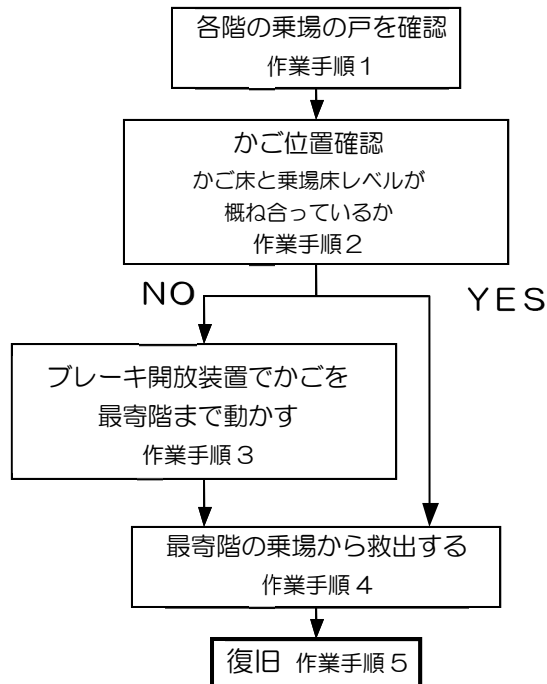 各階の乗場の戸を確認
作業手順1
かご位置確認
かご床と乗場床レベルが
概ね合っているか
作業手順2
NO
YES
ブレーキ開放装置でかごを
最寄階まで動かす
作業手順3
最寄階の乗場から救出する
作業手順4
復旧 作業手順5